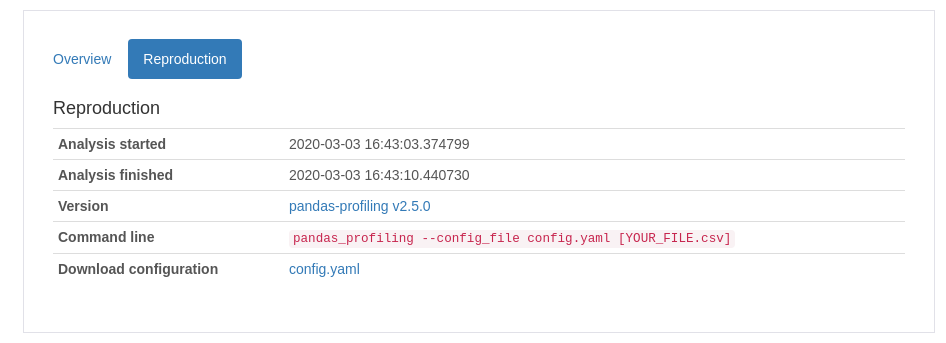 Overview Reproduction
Reproduction
Analysis started 2020-03-03 16:43:03.374799
Analysis finished 2020-03-03 16:43:10.440730
Version pandas-profiling v2.5.0
Command line pandas_profiling --config_file config.yaml [YOUR_FILE.csv]
Download configuration config.yaml